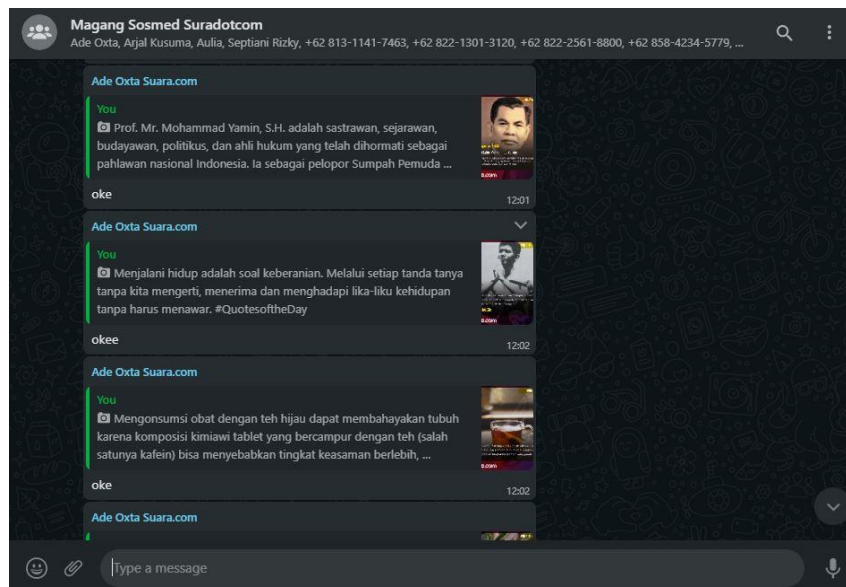 Magang Sosmed Suradotcom
Ade Oxta, Arjal Kusuma, Aulia, Septiani Rizky, +62 813-1141-7463, +62 822-1301-3120, +62 822-2561-8800, +62 858-4234-5779, ...
Ade Oxta Suara.com
You
Prof. Mr. Mohammad Yamin, S.H. adalah sastrawan, sejarawan,
budayawan, politikus, dan ahli hukum yang telah dihormati sebagai
pahlawan nasional Indonesia. Ia sebagai pelopor Sumpah Pemuda ...
oke
12:01
Ade Oxta Suara.com
You
Menjalani hidup adalah soal keberanian. Melalui setiap tanda tanya
tanpa kita mengerti, menerima dan menghadapi lika-liku kehidupan
tanpa harus menawar. #QuotesoftheDay
okee
12:02
Ade Oxta Suara.com
You
Mengonsumsi obat dengan teh hijau dapat membahayakan tubuh
karena komposisi kimiawi tablet yang bercampur dengan teh (salah
satunya kafein) bisa menyebabkan tingkat keasaman berlebih, ...
oke
12:02
Ade Oxta Suara.com
Type a message